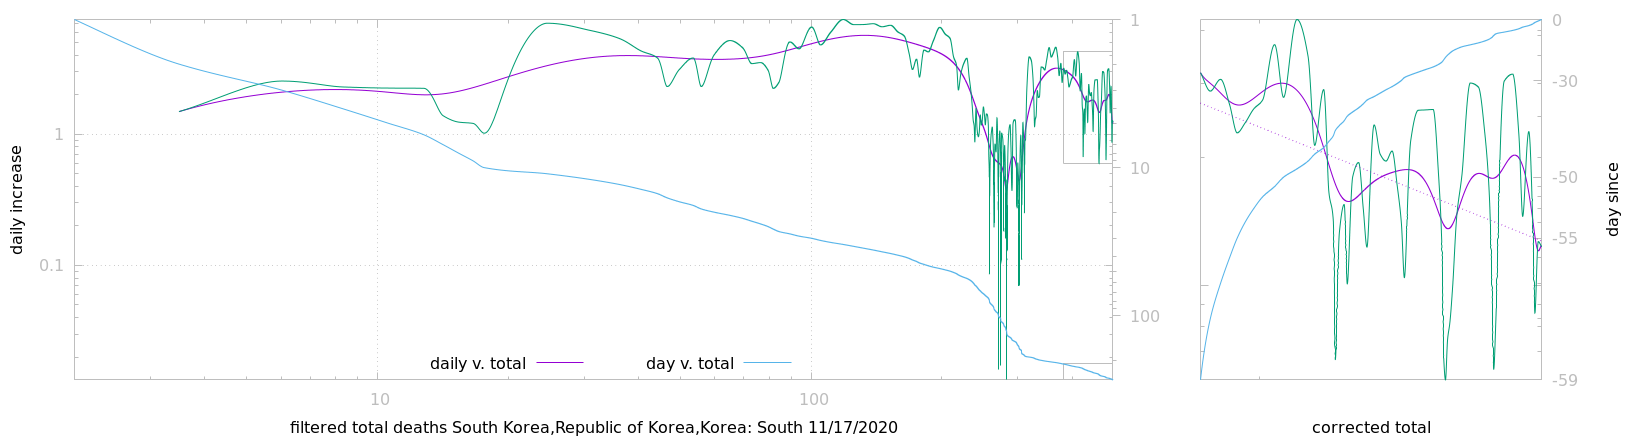 daily increase
1
0.1
daily v. total
day v. total
10
100
1
10
100
filtered total deaths South Korea,Republic of Korea,Korea: South 11/17/2020
0
-30
-50
-55
-59
day since
corrected total